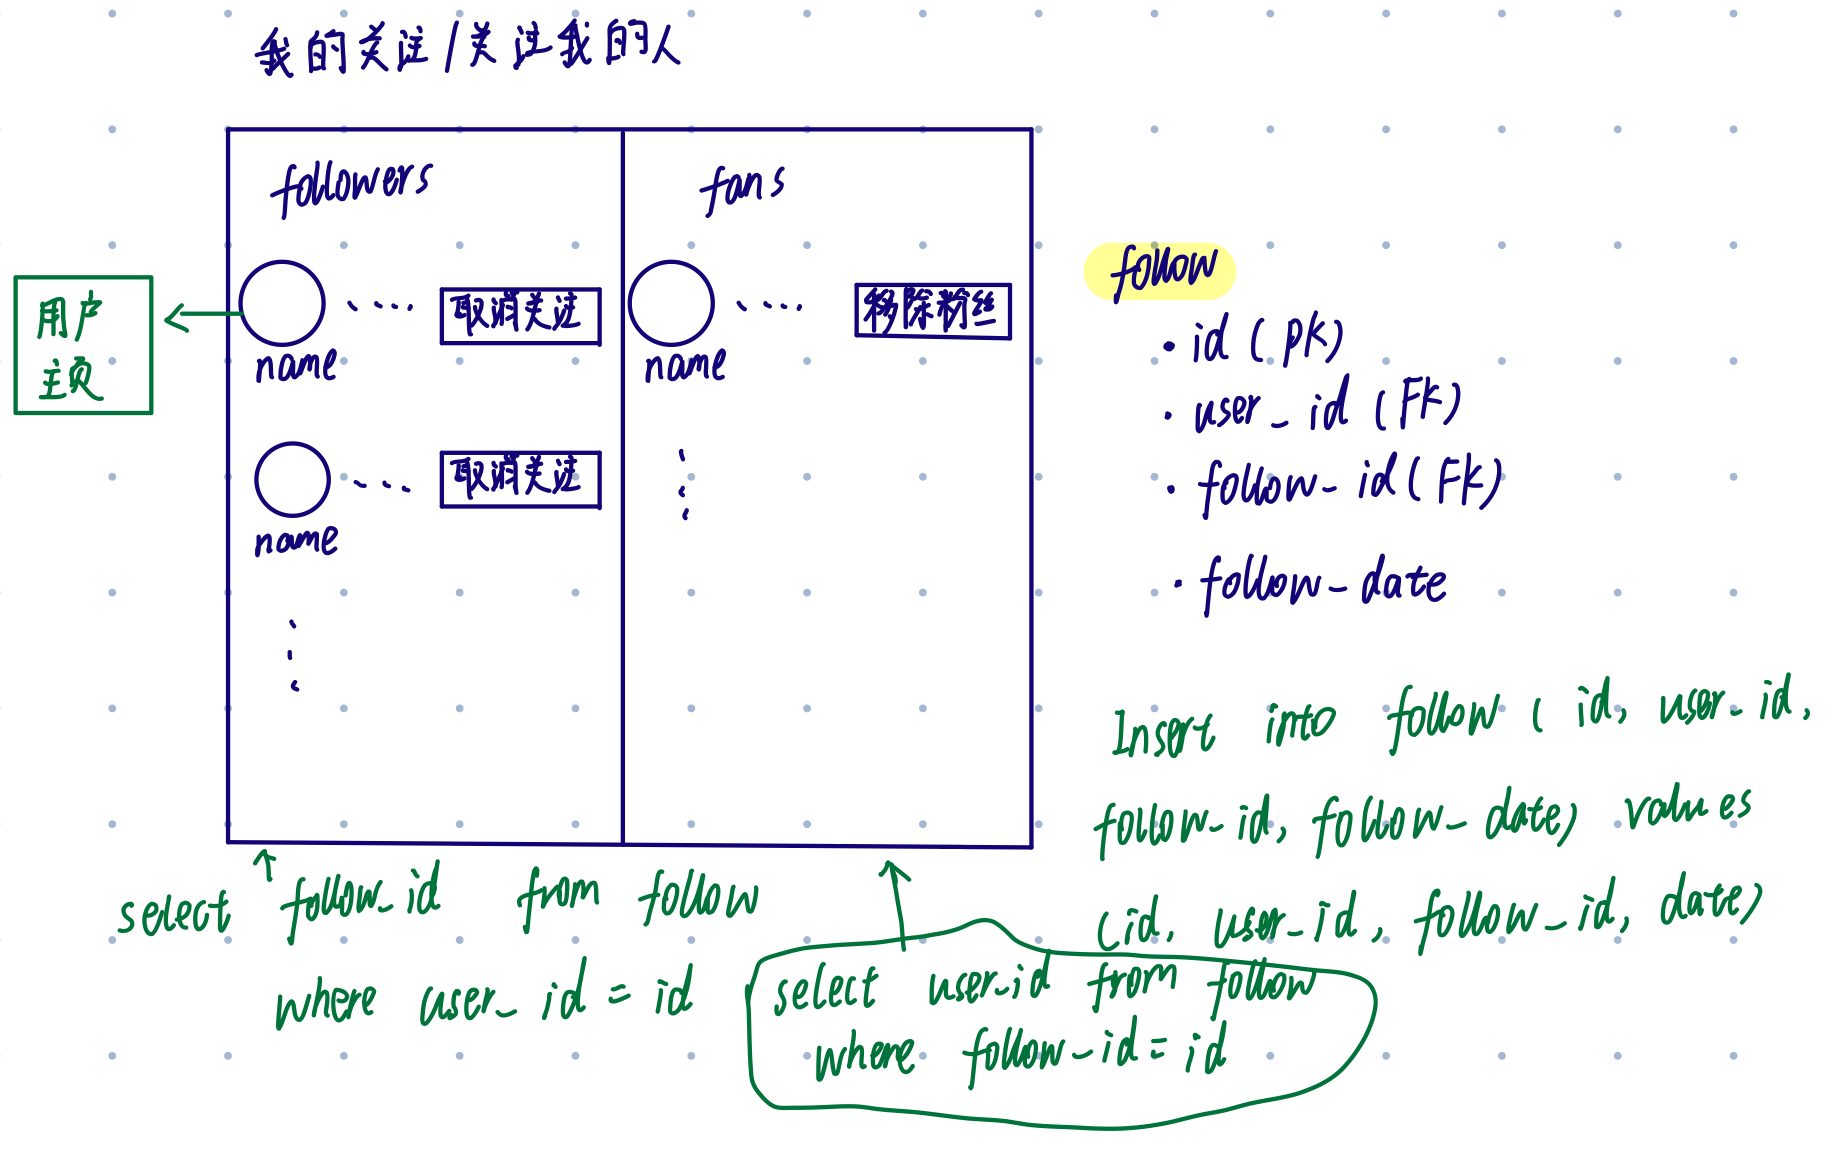 我的关注/关注我的人
followers
fans
用户
主页
.... 取消关注
name
.... 移除粉丝
name
... 取消关注
name
follow
· id (PK)
· user_id (FK)
· follow_id (FK)
· follow_date
Insert into follow ( id, user_id,
follow_id, follow_date) values
(id, user_id, follow_id, date)
select follow_id from follow
where user_id = id
select user_id from follow
where follow_id = id